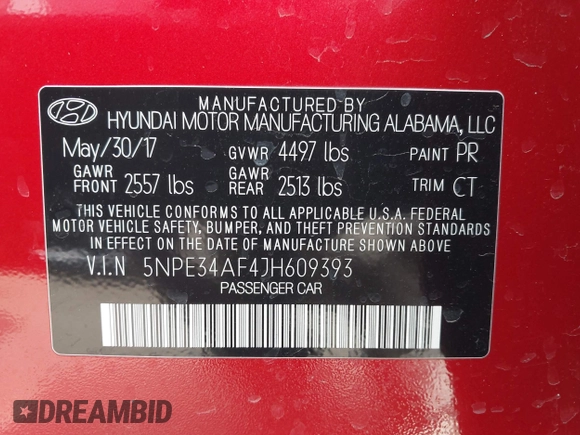 MANUFACTURED BY
HYUNDAI MOTOR MANUFACTURING ALABAMA, LLC
May/30/17 GVWR 4497 lbs PAINT PR
GAWR FRONT 2557 lbs GAWR REAR 2513 lbs TRIM CT
THIS VEHICLE CONFORMS TO ALL APPLICABLE U.S.A. FEDERAL
MOTOR VEHICLE SAFETY, BUMPER, AND THEFT PREVENTION STANDARDS
IN EFFECT ON THE DATE OF MANUFACTURE SHOWN ABOVE
V.I.N 5NPE34AF4JH609393
PASSENGER CAR
DREAMBID